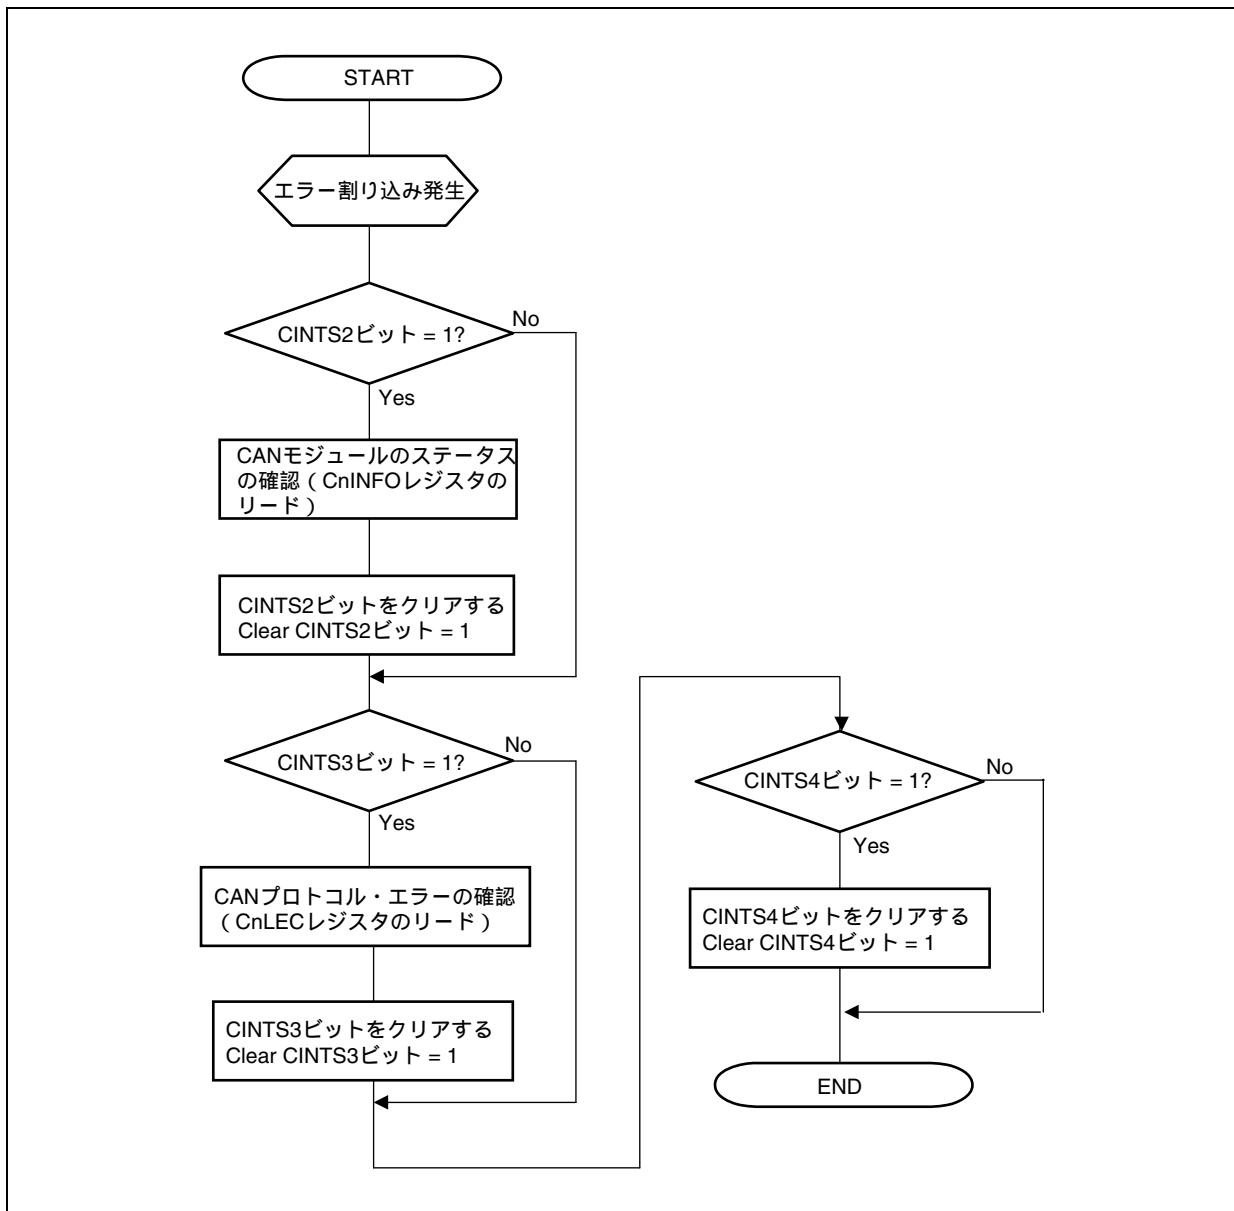 START
エラー割り込み発生
CINTS2ビット = 1?
No
Yes
CANモジュールのステータス
の確認（CnINFOレジスタの
リード）
CINTS2ビットをクリアする
Clear CINTS2ビット = 1
CINTS3ビット = 1?
No
Yes
CANプロトコル・エラーの確認
（CnLECレジスタのリード）
CINTS3ビットをクリアする
Clear CINTS3ビット = 1
CINTS4ビット = 1?
No
Yes
CINTS4ビットをクリアする
Clear CINTS4ビット = 1
END